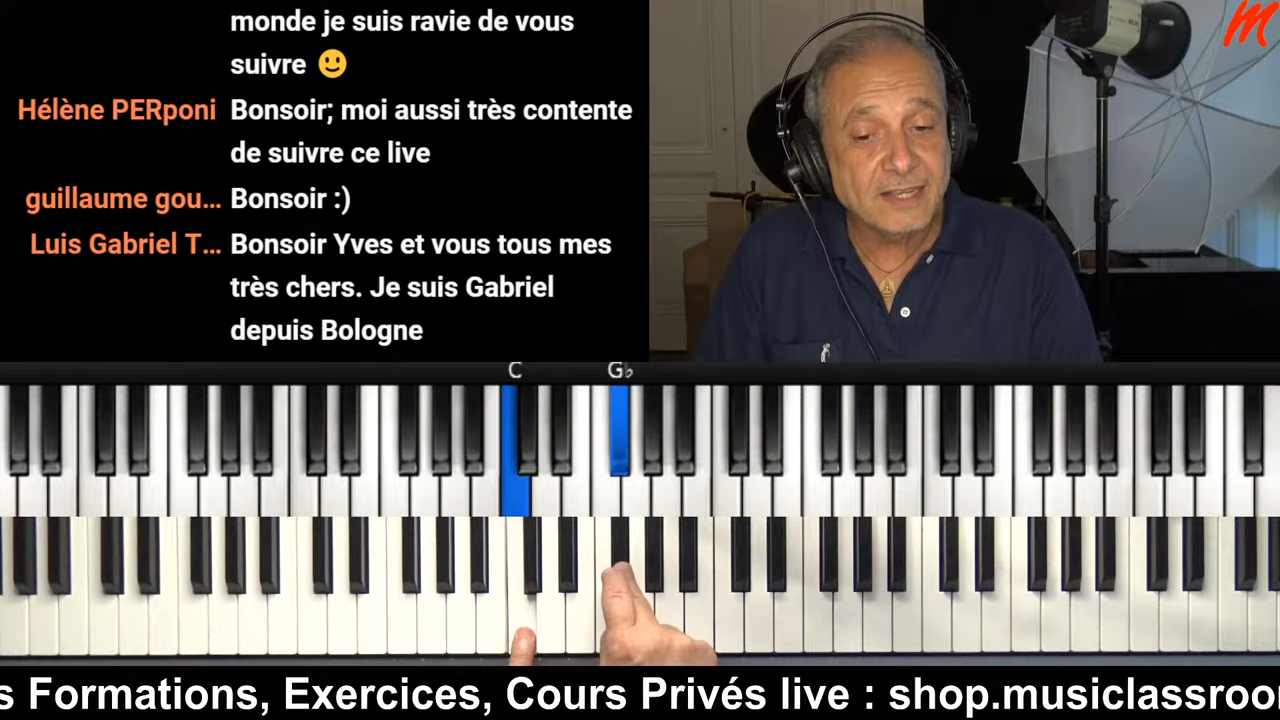 monde je suis ravie de vous
suivre 🙂
Hélène PERponi Bonsoir; moi aussi très contente
de suivre ce live
guillaume gou… Bonsoir :)
Luis Gabriel T… Bonsoir Yves et vous tous mes
très chers. Je suis Gabriel
depuis Bologne
M
C G♭
s Formations, Exercices, Cours Privés live : shop.musiclassroo